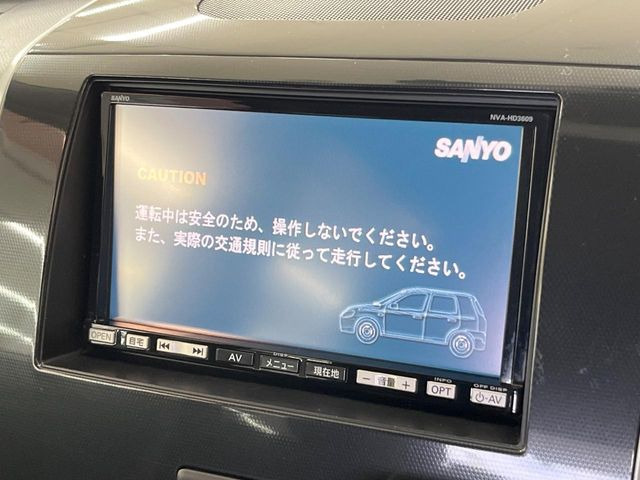 SANYO
NVA-HD3609
SANYO
CAUTION
運転中は安全のため、操作しないでください。
また、実際の交通規則に従って走行してください。
OPEN
自宅
AV
DISP
メニュー
現在地
− 音量 +
INFO
OPT
OFF DISP
⏻·AV